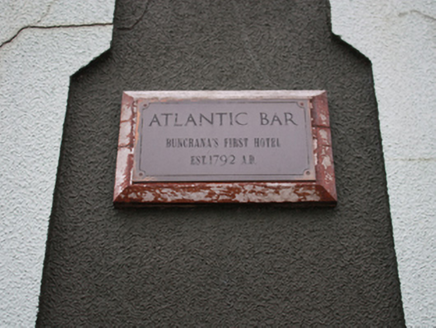 ATLANTIC BAR
BUNCRANA'S FIRST HOTEL
EST.1792 A.D.